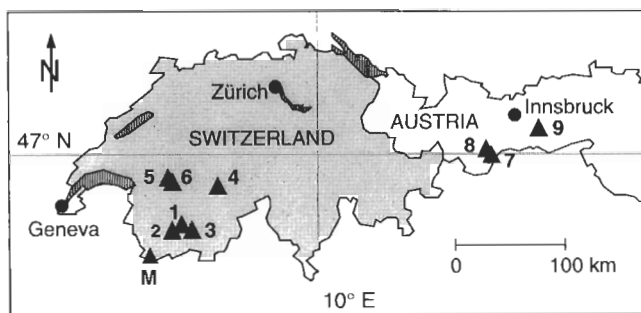 N
Zürich
Innsbruck
AUSTRIA
9
SWITZERLAND
47° N
8
7
5 6
4
1
Geneva
2 3
0 100 km
M
10° E